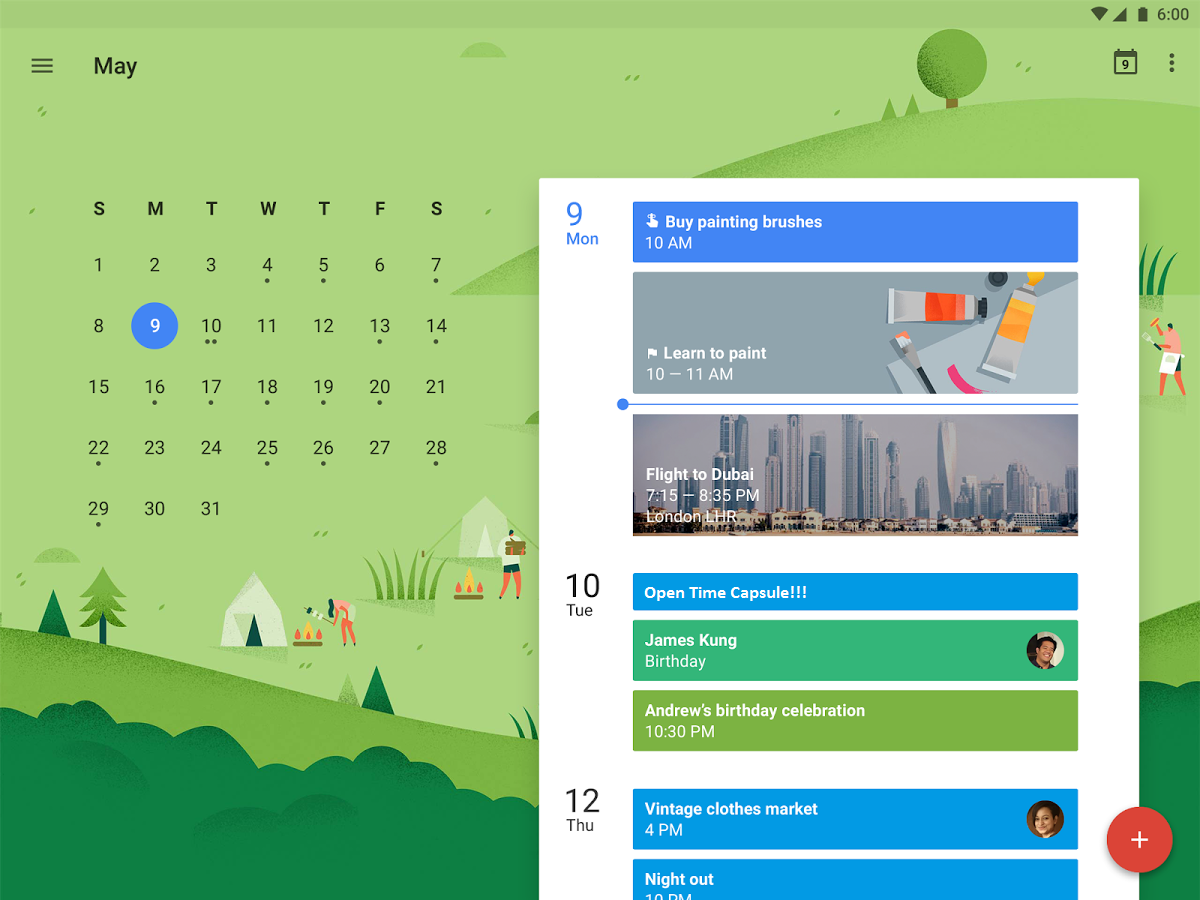 6:00
May
9
S M T W T F S
1 2 3 4 5 6 7
8 9 10 11 12 13 14
15 16 17 18 19 20 21
22 23 24 25 26 27 28
29 30 31
9
Mon
Buy painting brushes
10 AM
Learn to paint
10 — 11 AM
Flight to Dubai
7:15 — 8:35 PM
London LHR
10
Tue
Open Time Capsule!!!
James Kung
Birthday
Andrew's birthday celebration
10:30 PM
12
Thu
Vintage clothes market
4 PM
Night out
10 PM